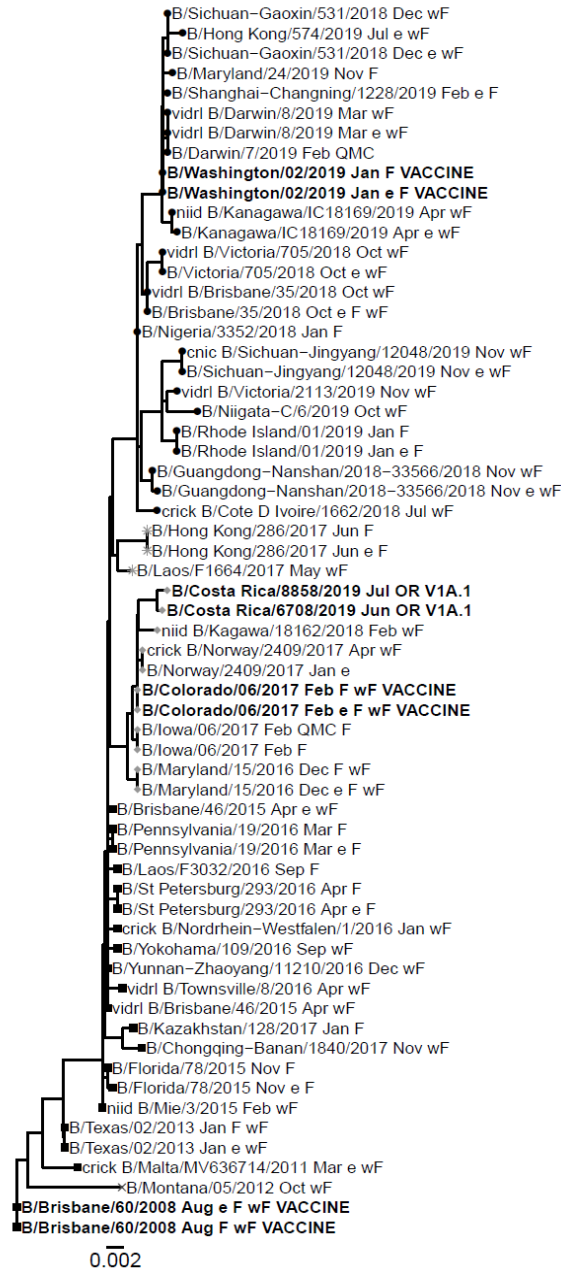 B/Sichuan−Gaoxin/531/2018 Dec wF
B/Hong Kong/574/2019 Jul e wF
B/Sichuan−Gaoxin/531/2018 Dec e wF
B/Maryland/24/2019 Nov F
B/Shanghai−Changning/1228/2019 Feb e F
vidrl B/Darwin/8/2019 Mar wF
vidrl B/Darwin/8/2019 Mar e wF
B/Darwin/7/2019 Feb QMC
B/Washington/02/2019 Jan F VACCINE
B/Washington/02/2019 Jan e F VACCINE
niid B/Kanagawa/IC18169/2019 Apr wF
B/Kanagawa/IC18169/2019 Apr e wF
vidrl B/Victoria/705/2018 Oct wF
B/Victoria/705/2018 Oct e wF
vidrl B/Brisbane/35/2018 Oct wF
B/Brisbane/35/2018 Oct e F wF
B/Nigeria/3352/2018 Jan F
cnic B/Sichuan−Jingyang/12048/2019 Nov wF
B/Sichuan−Jingyang/12048/2019 Nov e wF
vidrl B/Victoria/2113/2019 Nov wF
B/Niigata−C/6/2019 Oct wF
B/Rhode Island/01/2019 Jan F
B/Rhode Island/01/2019 Jan e F
B/Guangdong−Nanshan/2018−33566/2018 Nov wF
B/Guangdong−Nanshan/2018−33566/2018 Nov e wF
crick B/Cote D Ivoire/1662/2018 Jul wF
B/Hong Kong/286/2017 Jun F
B/Hong Kong/286/2017 Jun e F
B/Laos/F1664/2017 May wF
B/Costa Rica/8858/2019 Jul OR V1A.1
B/Costa Rica/6708/2019 Jun OR V1A.1
niid B/Kagawa/18162/2018 Feb wF
crick B/Norway/2409/2017 Apr wF
B/Norway/2409/2017 Jan e
B/Colorado/06/2017 Feb F wF VACCINE
B/Colorado/06/2017 Feb e F wF VACCINE
B/Iowa/06/2017 Feb QMC F
B/Iowa/06/2017 Feb F
B/Maryland/15/2016 Dec F wF
B/Maryland/15/2016 Dec e F wF
B/Brisbane/46/2015 Apr e wF
B/Pennsylvania/19/2016 Mar F
B/Pennsylvania/19/2016 Mar e F
B/Laos/F3032/2016 Sep F
B/St Petersburg/293/2016 Apr F
B/St Petersburg/293/2016 Apr e F
crick B/Nordrhein−Westfalen/1/2016 Jan wF
B/Yokohama/109/2016 Sep wF
B/Yunnan−Zhaoyang/11210/2016 Dec wF
vidrl B/Townsville/8/2016 Apr wF
vidrl B/Brisbane/46/2015 Apr wF
B/Kazakhstan/128/2017 Jan F
B/Chongqing−Banan/1840/2017 Nov wF
B/Florida/78/2015 Nov F
B/Florida/78/2015 Nov e F
niid B/Mie/3/2015 Feb wF
B/Texas/02/2013 Jan F wF
B/Texas/02/2013 Jan e wF
crick B/Malta/MV636714/2011 Mar e wF
B/Montana/05/2012 Oct wF
B/Brisbane/60/2008 Aug e F wF VACCINE
B/Brisbane/60/2008 Aug F wF VACCINE
0.002